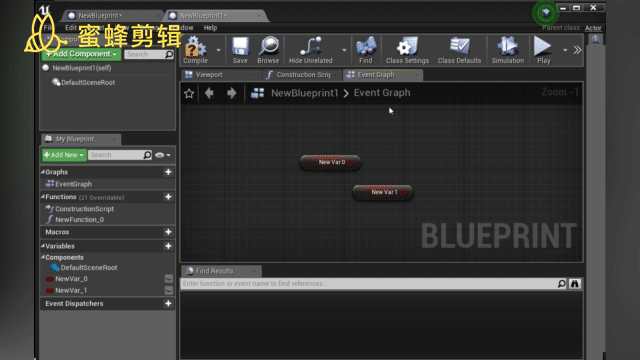 NewBlueprint*
NewBlueprint1*
File
Edit
dow
Help
Parent class
Actor
蜜蜂剪辑
Add Component
Search
NewBlueprint1(self)
DefaultSceneRoot
Compile
Save
Browse
Hide Unrelated
Find
Class Settings
Class Defaults
Simulation
Play
Viewport
Construction Scrip
Event Graph
NewBlueprint1 > Event Graph
Zoom -1
My Blueprint
Add New
Search
Graphs
EventGraph
Functions (21 Overridable)
ConstructionScript
NewFunction_0
Macros
Variables
Components
DefaultSceneRoot
NewVar_0
NewVar_1
Event Dispatchers
New Var 0
New Var 1
BLUEPRINT
Find Results
Enter function or event name to find references...